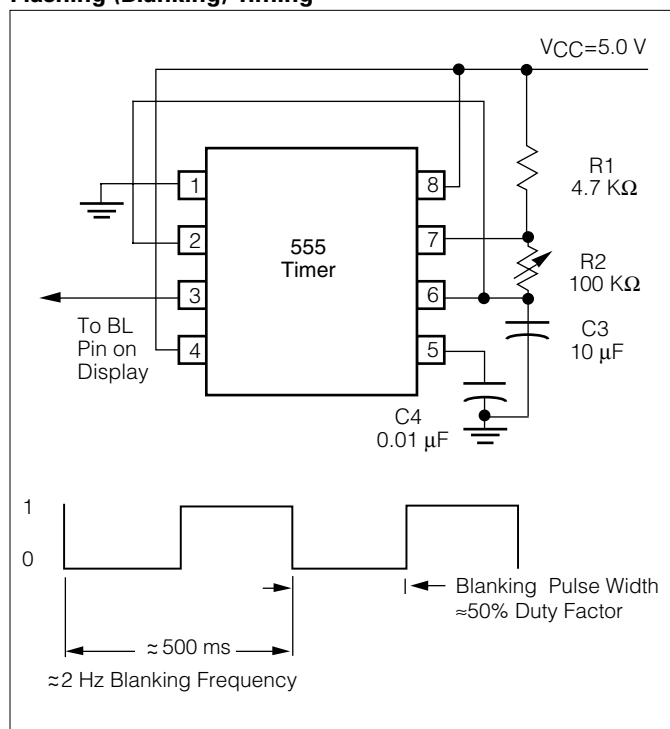 Flashing (Blanking) Timing
VCC=5.0 V
1
8
R1
4.7 KΩ
2
7
555
Timer
R2
100 KΩ
3
6
To BL
Pin on
Display
4
5
C3
10 µF
C4
0.01 µF
1
0
Blanking Pulse Width
≈50% Duty Factor
≈ 500 ms
≈2 Hz Blanking Frequency